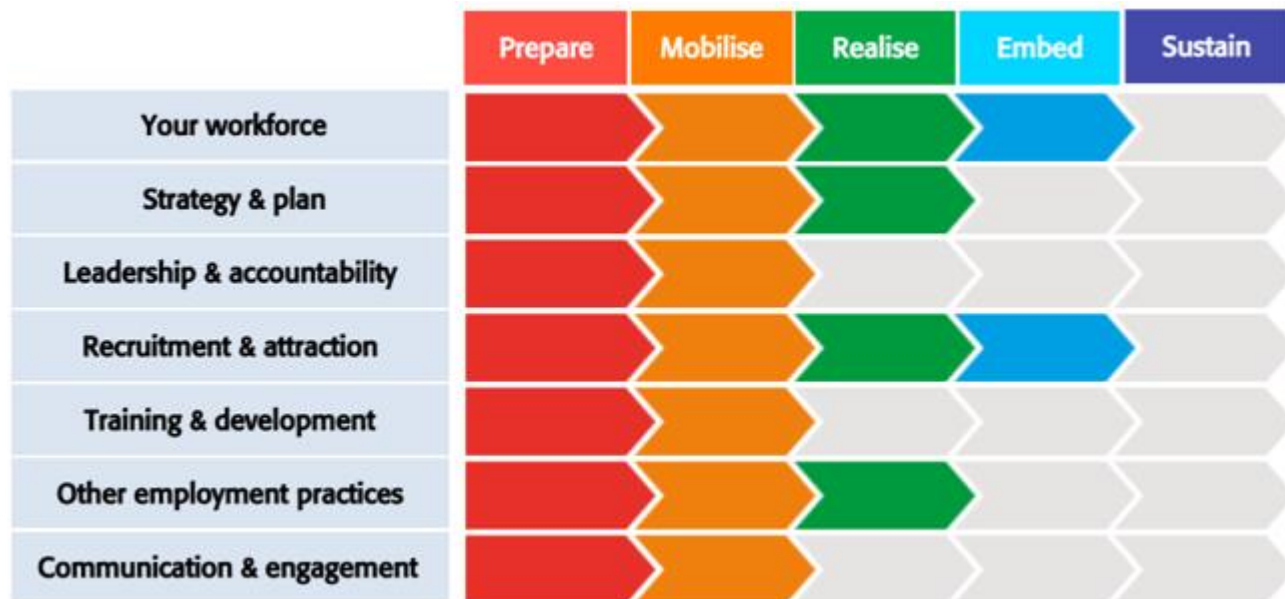 Prepare Mobilise Realise Embed Sustain
Your workforce
Strategy & plan
Leadership & accountability
Recruitment & attraction
Training & development
Other employment practices
Communication & engagement